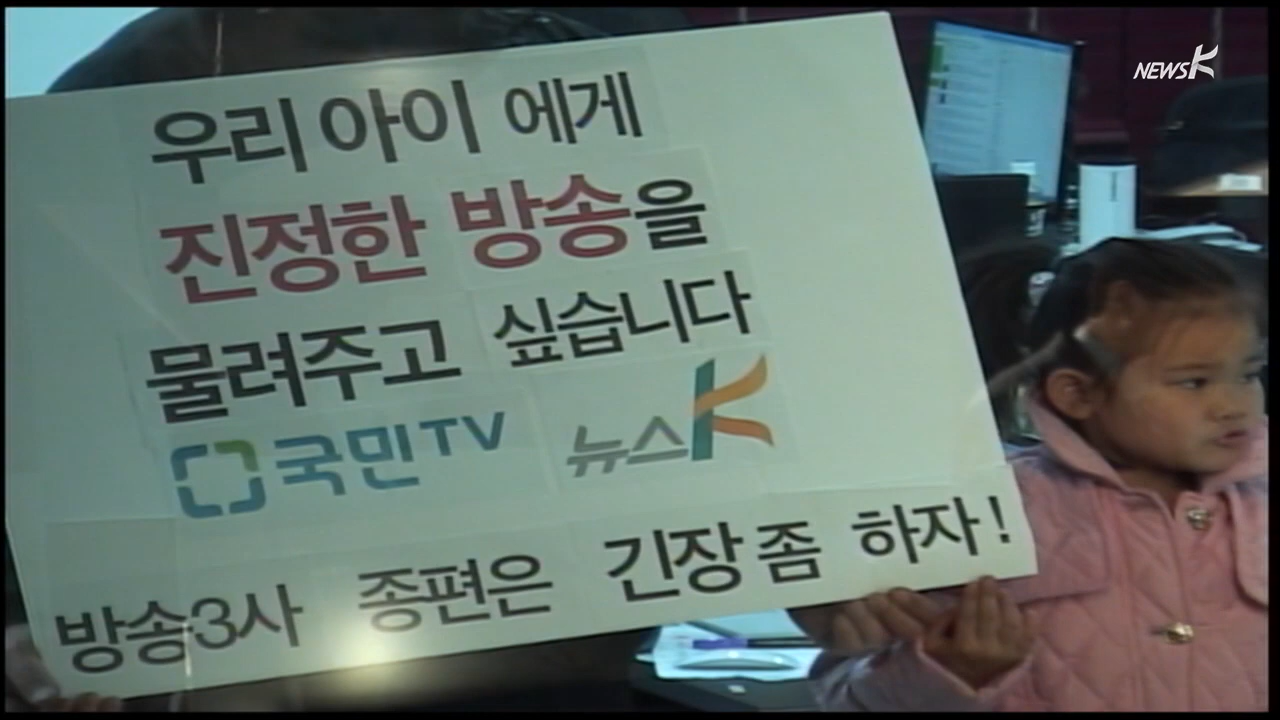 NEWSK
우리 아이 에게
진정한 방송을
물려주고 싶습니다
국민TV 뉴스K
방송3사 종편은 긴장 좀 하자!